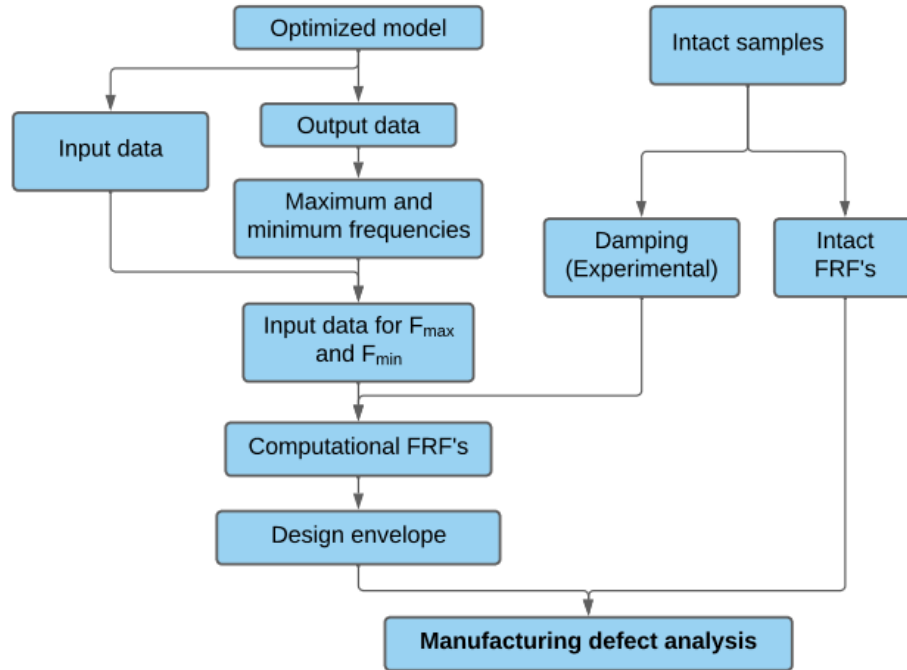 Optimized model
Intact samples
Input data
Output data
Maximum and
minimum frequencies
Damping
(Experimental)
Intact
FRF's
Input data for Fmax
and Fmin
Computational FRF's
Design envelope
Manufacturing defect analysis